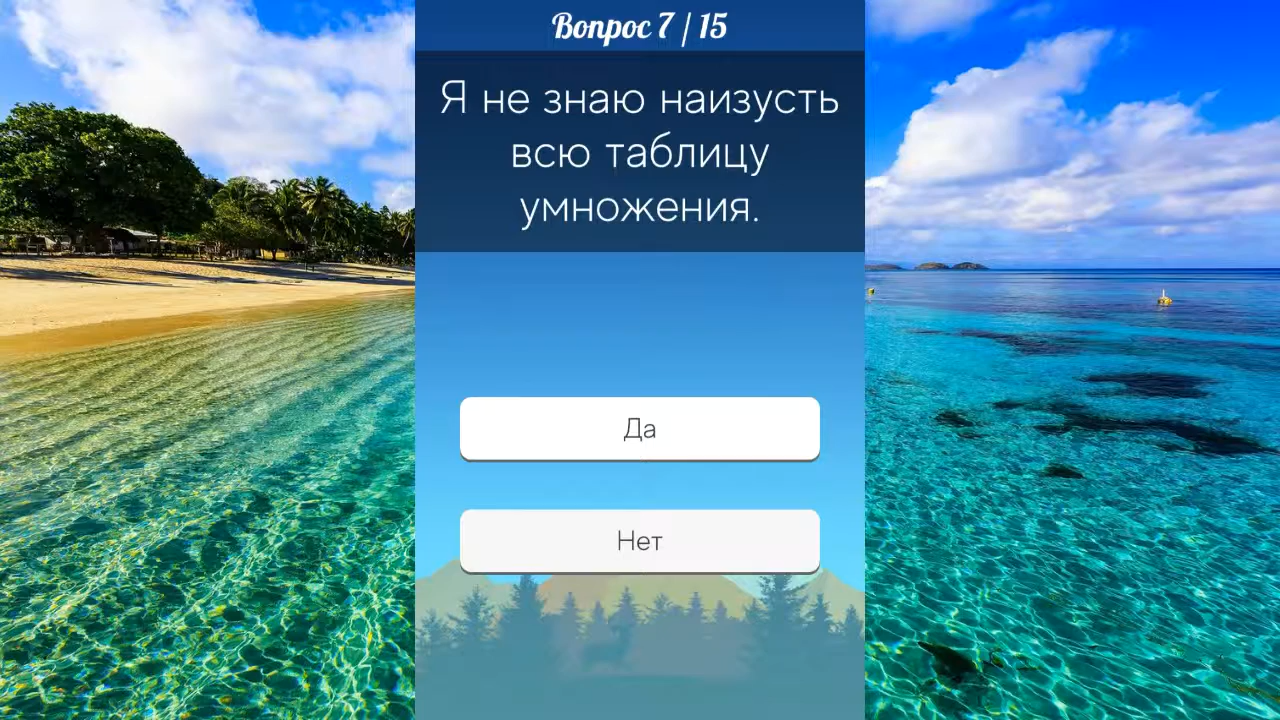 Вопрос 7 / 15
Я не знаю наизусть
всю таблицу
умножения.
Да
Нет